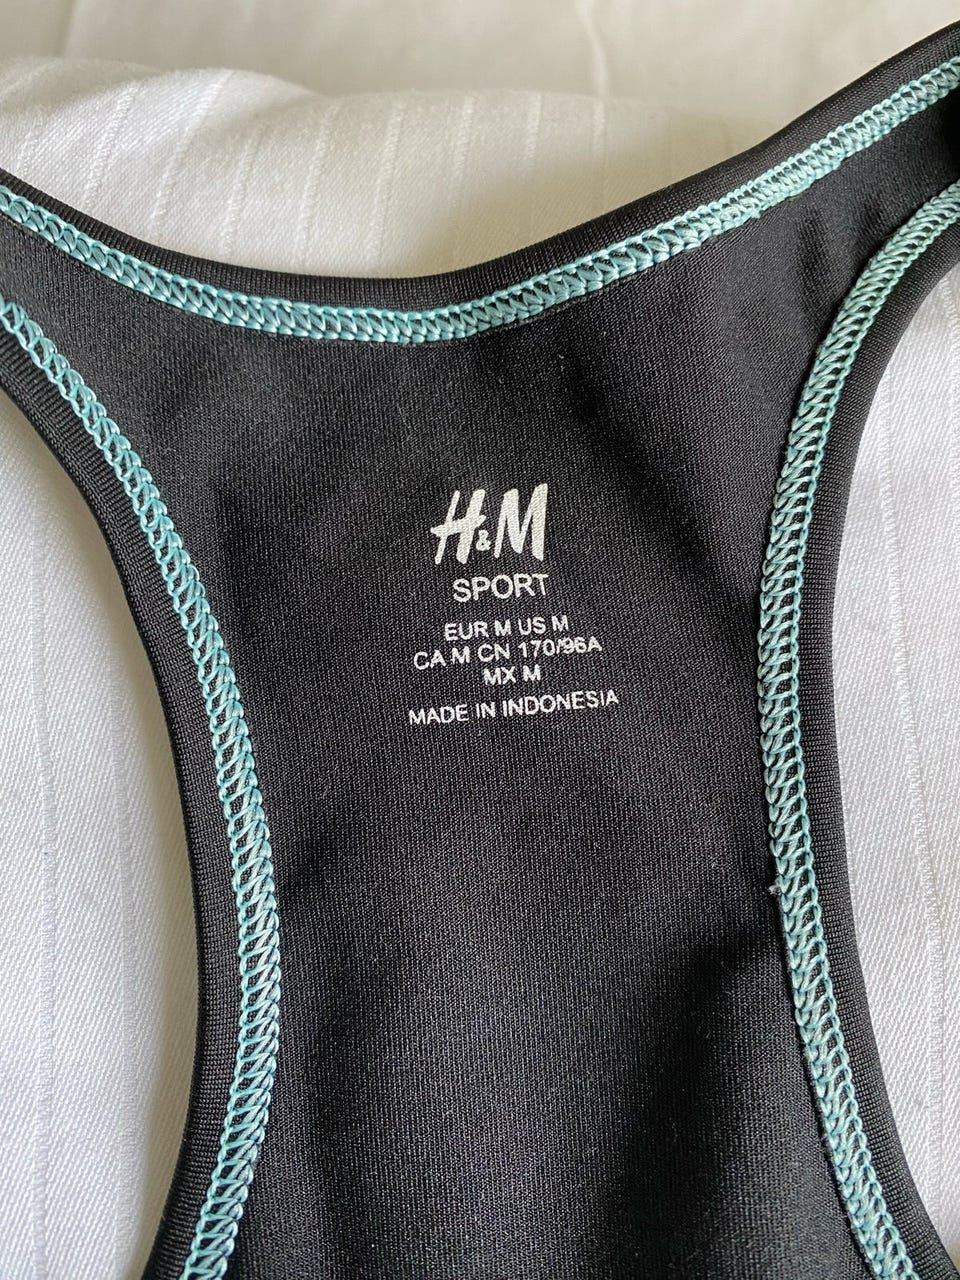 H&M
SPORT
EUR M US M
CA M CN 170/96A
MX M
MADE IN INDONESIA